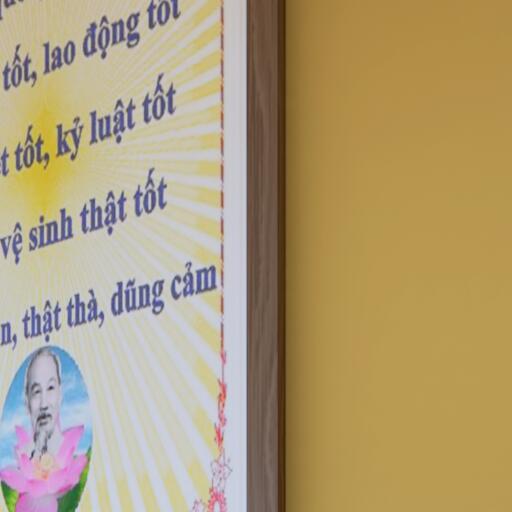 tốt, lao động tốt
tốt, kỷ luật tốt
vệ sinh thật tốt
thật thà, dũng cảm